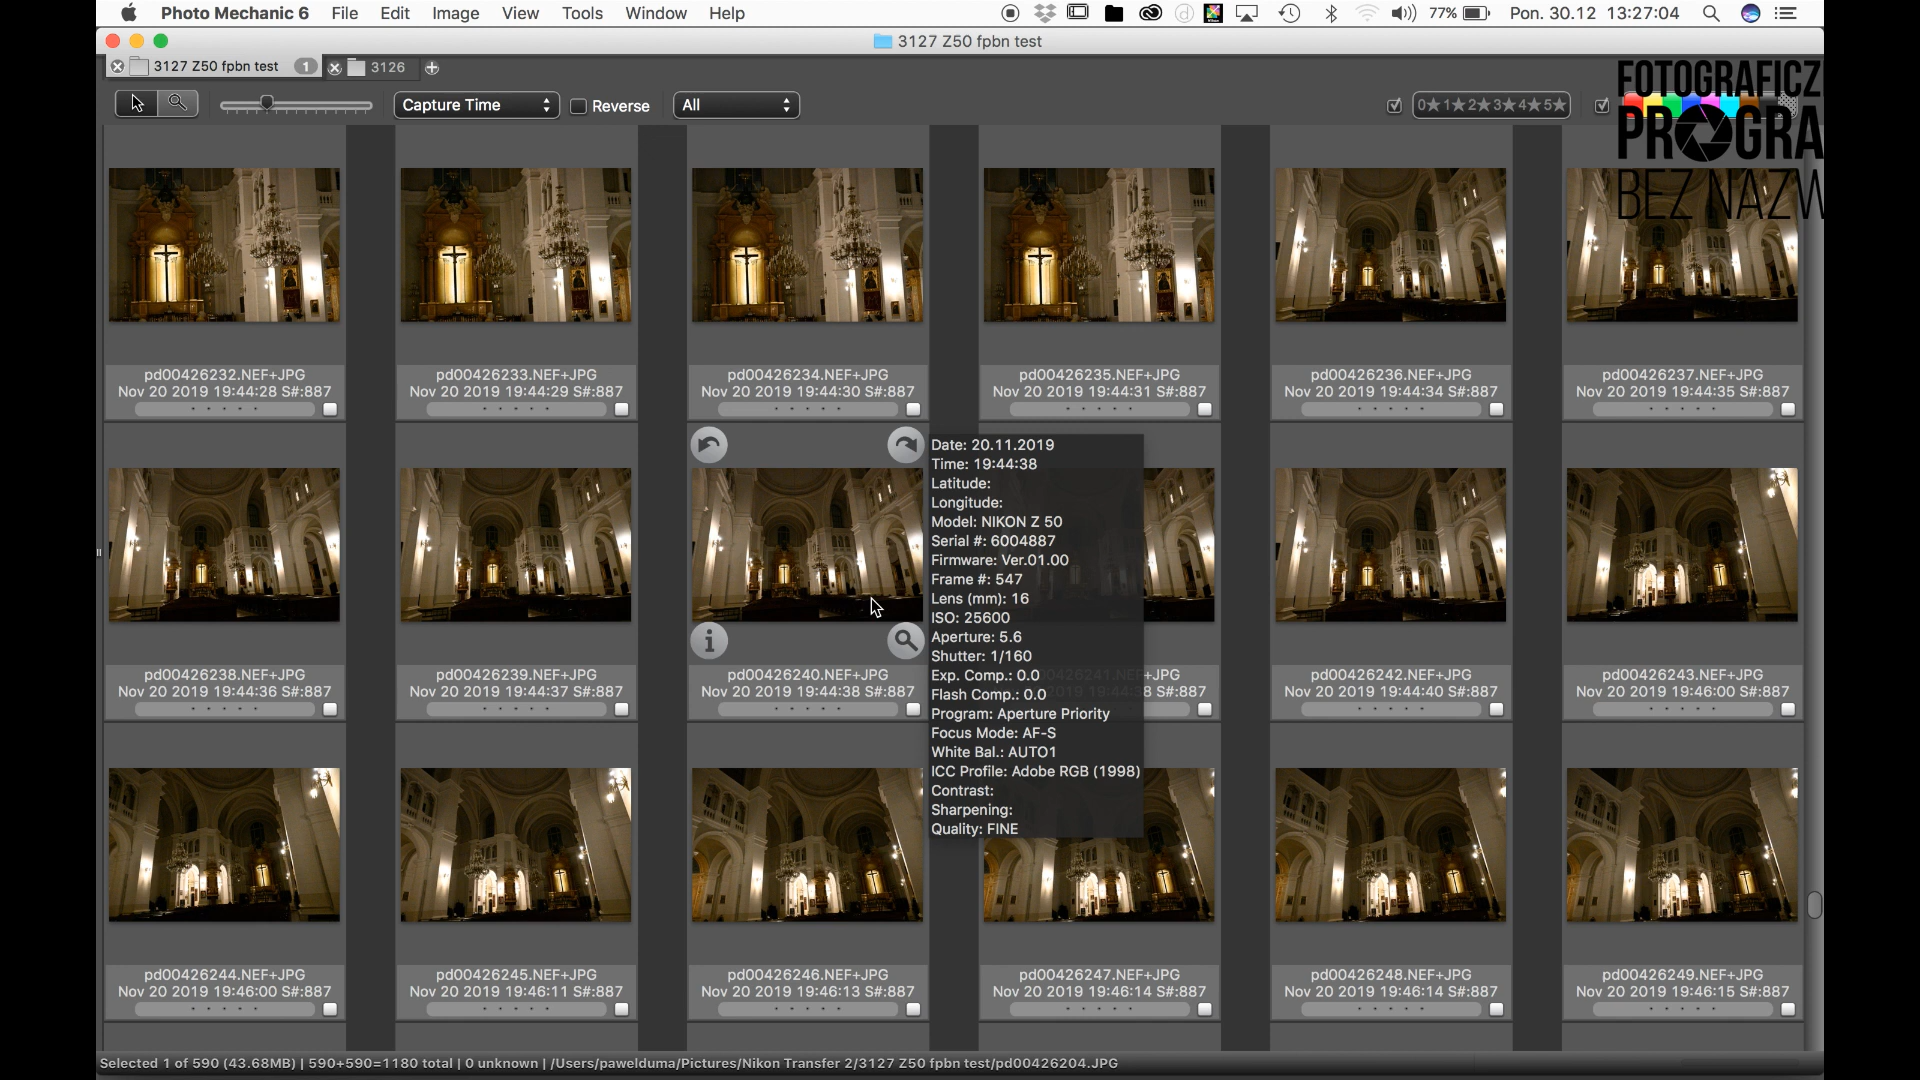 Photo Mechanic 6 File Edit Image View Tools Window Help 77% Pon. 30.12 13:27:04
3127 Z50 fpbn test
3127 Z50 fpbn test 1 3126
Capture Time Reverse All 0★1★2★3★4★5★
FOTOGRAFICZ
PROGRA
BEZ NAZW
pd00426232.NEF+JPG
Nov 20 2019 19:44:28 S#:887
pd00426233.NEF+JPG
Nov 20 2019 19:44:29 S#:887
pd00426234.NEF+JPG
Nov 20 2019 19:44:30 S#:887
pd00426235.NEF+JPG
Nov 20 2019 19:44:31 S#:887
pd00426236.NEF+JPG
Nov 20 2019 19:44:34 S#:887
pd00426237.NEF+JPG
Nov 20 2019 19:44:35 S#:887
pd00426238.NEF+JPG
Nov 20 2019 19:44:36 S#:887
pd00426239.NEF+JPG
Nov 20 2019 19:44:37 S#:887
pd00426240.NEF+JPG
Nov 20 2019 19:44:38 S#:887
Date: 20.11.2019
Time: 19:44:38
Latitude:
Longitude:
Model: NIKON Z 50
Serial #: 6004887
Firmware: Ver.01.00
Frame #: 547
Lens (mm): 16
ISO: 25600
Aperture: 5.6
Shutter: 1/160
Exp. Comp.: 0.0
Flash Comp.: 0.0
Program: Aperture Priority
Focus Mode: AF-S
White Bal.: AUTO1
ICC Profile: Adobe RGB (1998)
Contrast:
Sharpening:
Quality: FINE
+JPG
8 S#:887
pd00426242.NEF+JPG
Nov 20 2019 19:44:40 S#:887
pd00426243.NEF+JPG
Nov 20 2019 19:46:00 S#:887
pd00426244.NEF+JPG
Nov 20 2019 19:46:00 S#:887
pd00426245.NEF+JPG
Nov 20 2019 19:46:11 S#:887
pd00426246.NEF+JPG
Nov 20 2019 19:46:13 S#:887
pd00426247.NEF+JPG
Nov 20 2019 19:46:14 S#:887
pd00426248.NEF+JPG
Nov 20 2019 19:46:14 S#:887
pd00426249.NEF+JPG
Nov 20 2019 19:46:15 S#:887
Selected 1 of 590 (43.68MB) | 590+590=1180 total | 0 unknown | /Users/pawelduma/Pictures/Nikon Transfer 2/3127 Z50 fpbn test/pd00426204.JPG